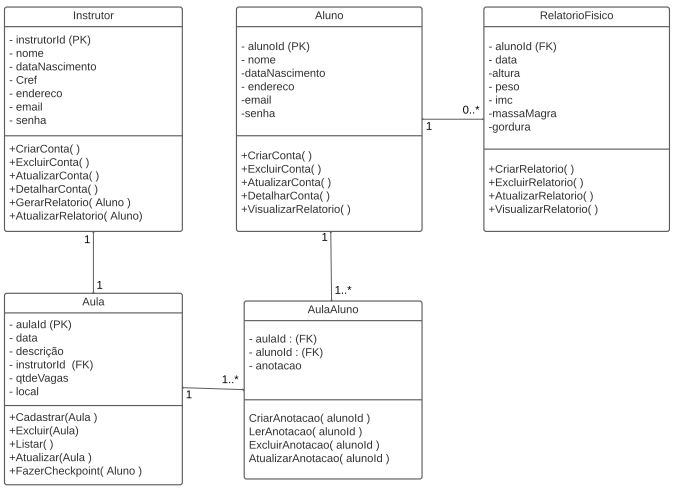 Instrutor
- instrutorId (PK)
- nome
- dataNascimento
- Cref
- endereco
- email
- senha
+CriarConta( )
+ExcluirConta( )
+AtualizarConta( )
+DetalharConta( )
+GerarRelatorio( Aluno )
+AtualizarRelatorio( Aluno)
Aluno
- alunoId (PK)
- nome
-dataNascimento
- endereco
-email
-senha
+CriarConta( )
+ExcluirConta( )
+AtualizarConta( )
+DetalharConta( )
+VisualizarRelatorio( )
1
0..*
RelatorioFisico
- alunoId (FK)
- data
-altura
- peso
- imc
-massaMagra
-gordura
+CriarRelatorio( )
+ExcluirRelatorio( )
+AtualizarRelatorio( )
+VisualizarRelatorio( )
1
1
1
1..*
Aula
- aulaId (PK)
- data
- descrição
- instrutorId  (FK)
- qtdeVagas
- local
+Cadastrar(Aula )
+Excluir(Aula)
+Listar( )
+Atualizar(Aula )
+FazerCheckpoint( Aluno )
1
1..*
AulaAluno
- aulaId : (FK)
- alunoId : (FK)
- anotacao
CriarAnotacao( alunoId )
LerAnotacao( alunoId )
ExcluirAnotacao( alunoId )
AtualizarAnotacao( alunoId )